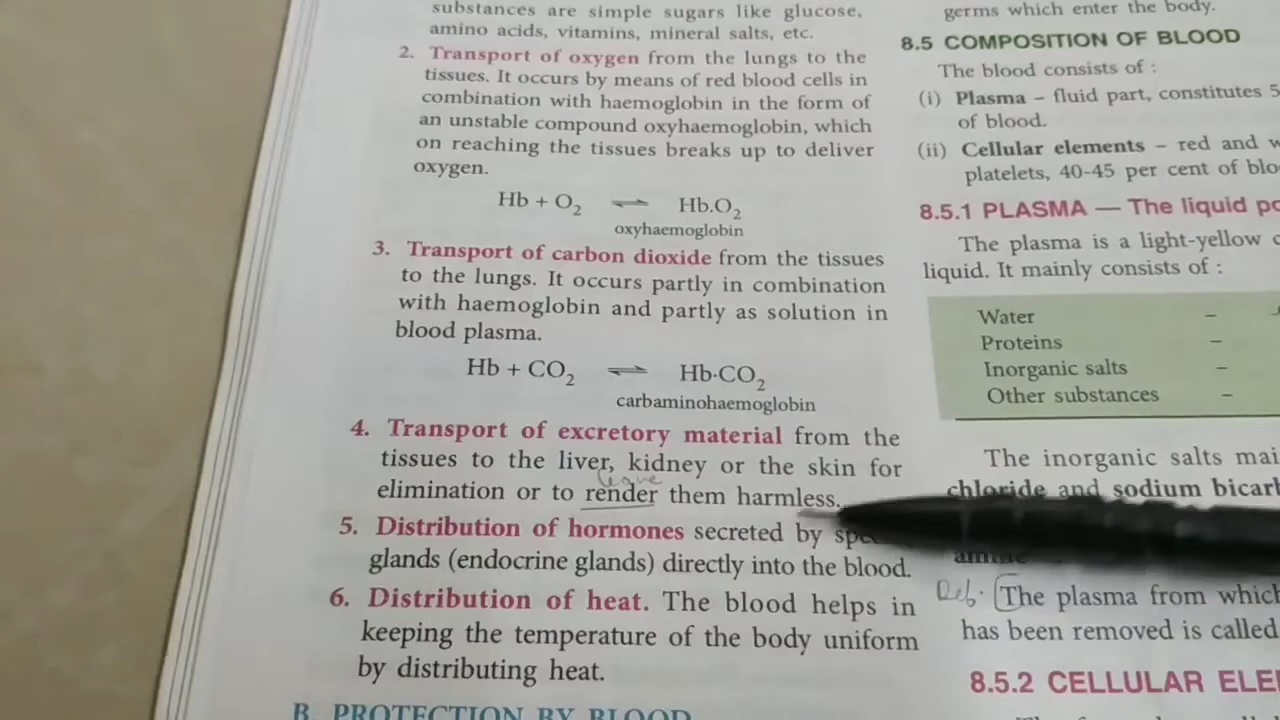 substances are simple sugars like glucose,
amino acids, vitamins, mineral salts, etc.
2. Transport of oxygen from the lungs to the
tissues. It occurs by means of red blood cells in
combination with haemoglobin in the form of
an unstable compound oxyhaemoglobin, which
on reaching the tissues breaks up to deliver
oxygen.
Hb + O₂ ⇌ Hb.O₂
oxyhaemoglobin
3. Transport of carbon dioxide from the tissues
to the lungs. It occurs partly in combination
with haemoglobin and partly as solution in
blood plasma.
Hb + CO₂ ⇌ Hb·CO₂
carbaminohaemoglobin
4. Transport of excretory material from the
tissues to the liver, kidney or the skin for
leave
elimination or to render them harmless.
5. Distribution of hormones secreted by
glands (endocrine glands) directly into the blood.
6. Distribution of heat. The blood helps in
keeping the temperature of the body uniform
by distributing heat.
B. PROTECTION BY BLOOD
germs which enter the body.
8.5 COMPOSITION OF BLOOD
The blood consists of :
(i) Plasma – fluid part, constitutes 5
of blood.
(ii) Cellular elements – red and w
platelets, 40-45 per cent of blo
8.5.1 PLASMA — The liquid po
The plasma is a light-yellow
liquid. It mainly consists of :
Water –
Proteins –
Inorganic salts –
Other substances –
The inorganic salts mai
chloride and sodium bicarb
Def. The plasma from which
has been removed is called
8.5.2 CELLULAR ELE